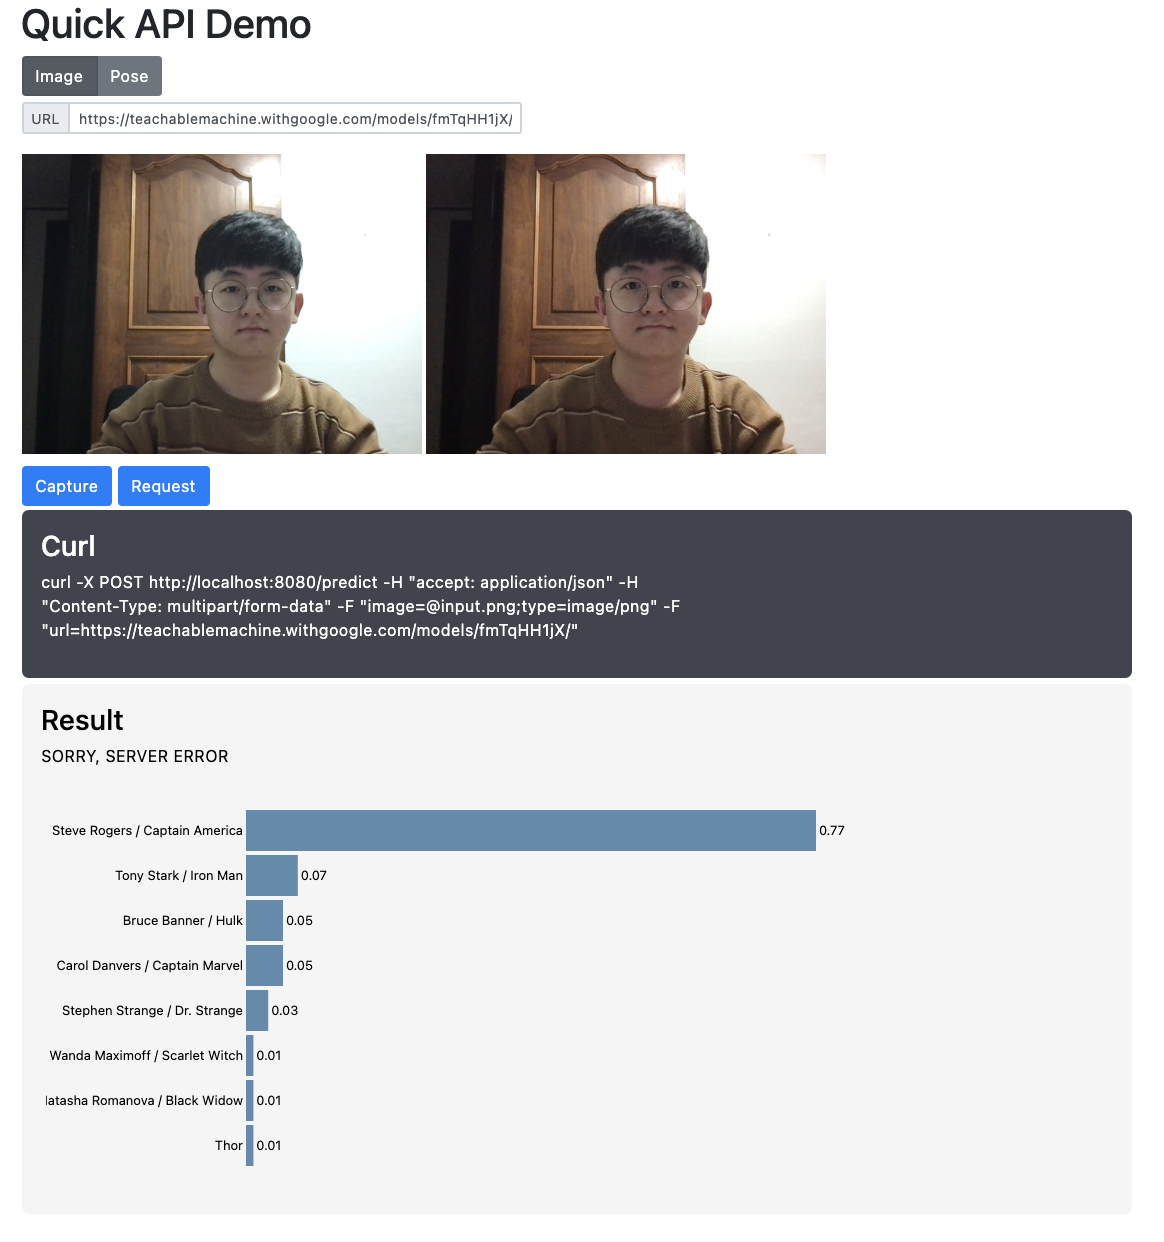 Quick API Demo
Image Pose
URL https://teachablemachine.withgoogle.com/models/fmTqHH1jX/
Capture Request
Curl
curl -X POST http://localhost:8080/predict -H "accept: application/json" -H
"Content-Type: multipart/form-data" -F "image=@input.png;type=image/png" -F
"url=https://teachablemachine.withgoogle.com/models/fmTqHH1jX/"
Result
SORRY, SERVER ERROR
Steve Rogers / Captain America 0.77
Tony Stark / Iron Man 0.07
Bruce Banner / Hulk 0.05
Carol Danvers / Captain Marvel 0.05
Stephen Strange / Dr. Strange 0.03
Wanda Maximoff / Scarlet Witch 0.01
latasha Romanova / Black Widow 0.01
Thor 0.01